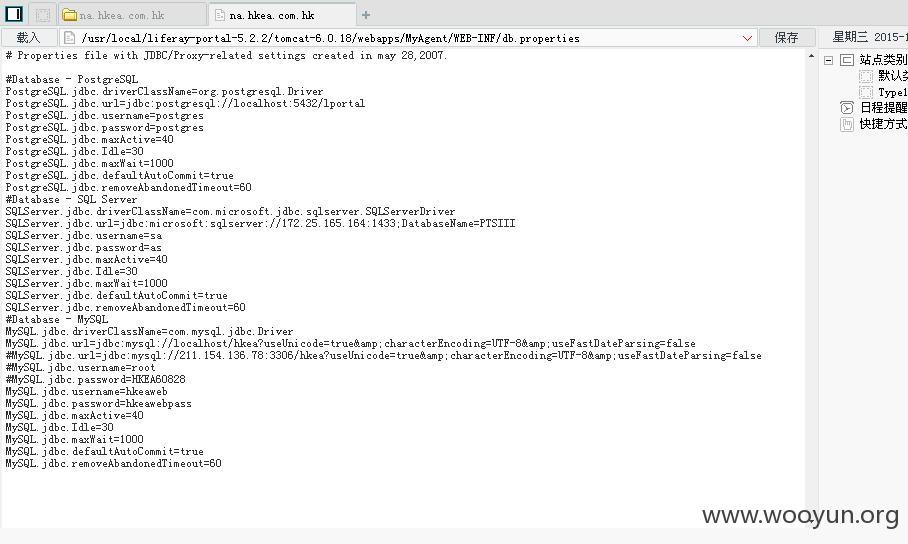 na.hkea.com.hk
na.hkea.com.hk
载入
/usr/local/liferay-portal-5.2.2/tomcat-6.0.18/webapps/MyAgent/WEB-INF/db.properties
保存
星期三 2015-1
# Properties file with JDBC/Proxy-related settings created in may 28,2007.
#Database - PostgreSQL
PostgreSQL.jdbc.driverClassName=org.postgresql.Driver
PostgreSQL.jdbc.url=jdbc:postgresql://localhost:5432/lportal
PostgreSQL.jdbc.username=postgres
PostgreSQL.jdbc.password=postgres
PostgreSQL.jdbc.maxActive=40
PostgreSQL.jdbc.Idle=30
PostgreSQL.jdbc.maxWait=1000
PostgreSQL.jdbc.defaultAutoCommit=true
PostgreSQL.jdbc.removeAbandonedTimeout=60
#Database - SQL Server
SQLServer.jdbc.driverClassName=com.microsoft.jdbc.sqlserver.SQLServerDriver
SQLServer.jdbc.url=jdbc:microsoft:sqlserver://172.25.165.164:1433;DatabaseName=PTSIII
SQLServer.jdbc.username=sa
SQLServer.jdbc.password=as
SQLServer.jdbc.maxActive=40
SQLServer.jdbc.Idle=30
SQLServer.jdbc.maxWait=1000
SQLServer.jdbc.defaultAutoCommit=true
SQLServer.jdbc.removeAbandonedTimeout=60
#Database - MySQL
MySQL.jdbc.driverClassName=com.mysql.jdbc.Driver
MySQL.jdbc.url=jdbc:mysql://localhost/hkea?useUnicode=true&amp;characterEncoding=UTF-8&amp;useFastDateParsing=false
#MySQL.jdbc.url=jdbc:mysql://211.154.136.78:3306/hkea?useUnicode=true&amp;characterEncoding=UTF-8&amp;useFastDateParsing=false
#MySQL.jdbc.username=root
#MySQL.jdbc.password=HKEA60828
MySQL.jdbc.username=hkeaweb
MySQL.jdbc.password=hkeawebpass
MySQL.jdbc.maxActive=40
MySQL.jdbc.Idle=30
MySQL.jdbc.maxWait=1000
MySQL.jdbc.defaultAutoCommit=true
MySQL.jdbc.removeAbandonedTimeout=60
站点类别
默认类
Type1
日程提醒
快捷方式
www.wooyun.org